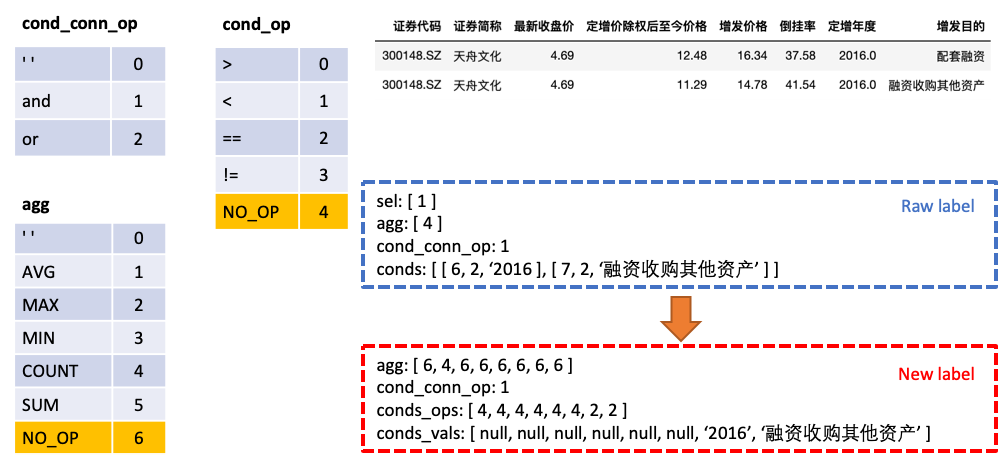 cond_conn_op
' ' 0
and 1
or 2
agg
' ' 0
AVG 1
MAX 2
MIN 3
COUNT 4
SUM 5
NO_OP 6
cond_op
> 0
< 1
== 2
!= 3
NO_OP 4
证券代码 证券简称 最新收盘价 定增价除权后至今价格 增发价格 倒挂率 定增年度 增发目的
300148.SZ 天舟文化 4.69 12.48 16.34 37.58 2016.0 配套融资
300148.SZ 天舟文化 4.69 11.29 14.78 41.54 2016.0 融资收购其他资产
Raw label
sel: [ 1 ]
agg: [ 4 ]
cond_conn_op: 1
conds: [ [ 6, 2, ‘2016 ], [ 7, 2, ‘融资收购其他资产’ ] ]
New label
agg: [ 6, 4, 6, 6, 6, 6, 6, 6 ]
cond_conn_op: 1
conds_ops: [ 4, 4, 4, 4, 4, 4, 2, 2 ]
conds_vals: [ null, null, null, null, null, null, ‘2016’, ‘融资收购其他资产’ ]